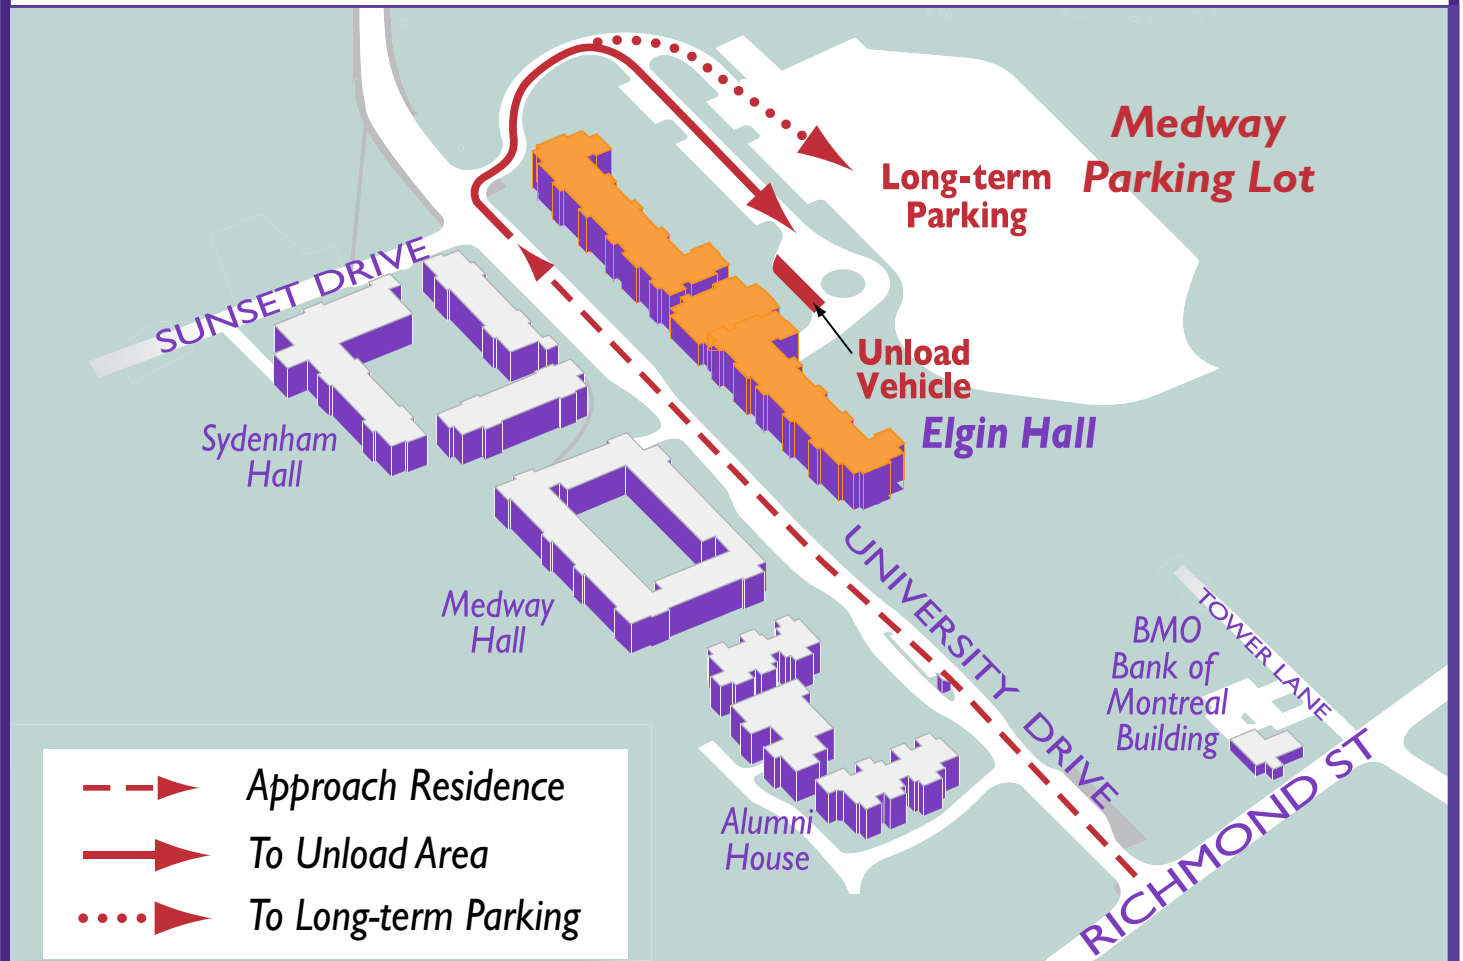 Medway
Parking Lot
Long-term
Parking
SUNSET DRIVE
Unload
Vehicle
Elgin Hall
Sydenham
Hall
UNIVERSITY DRIVE
Medway
Hall
TOWER LANE
BMO
Bank of
Montreal
Building
RICHMOND ST
Alumni
House
Approach Residence
To Unload Area
To Long-term Parking